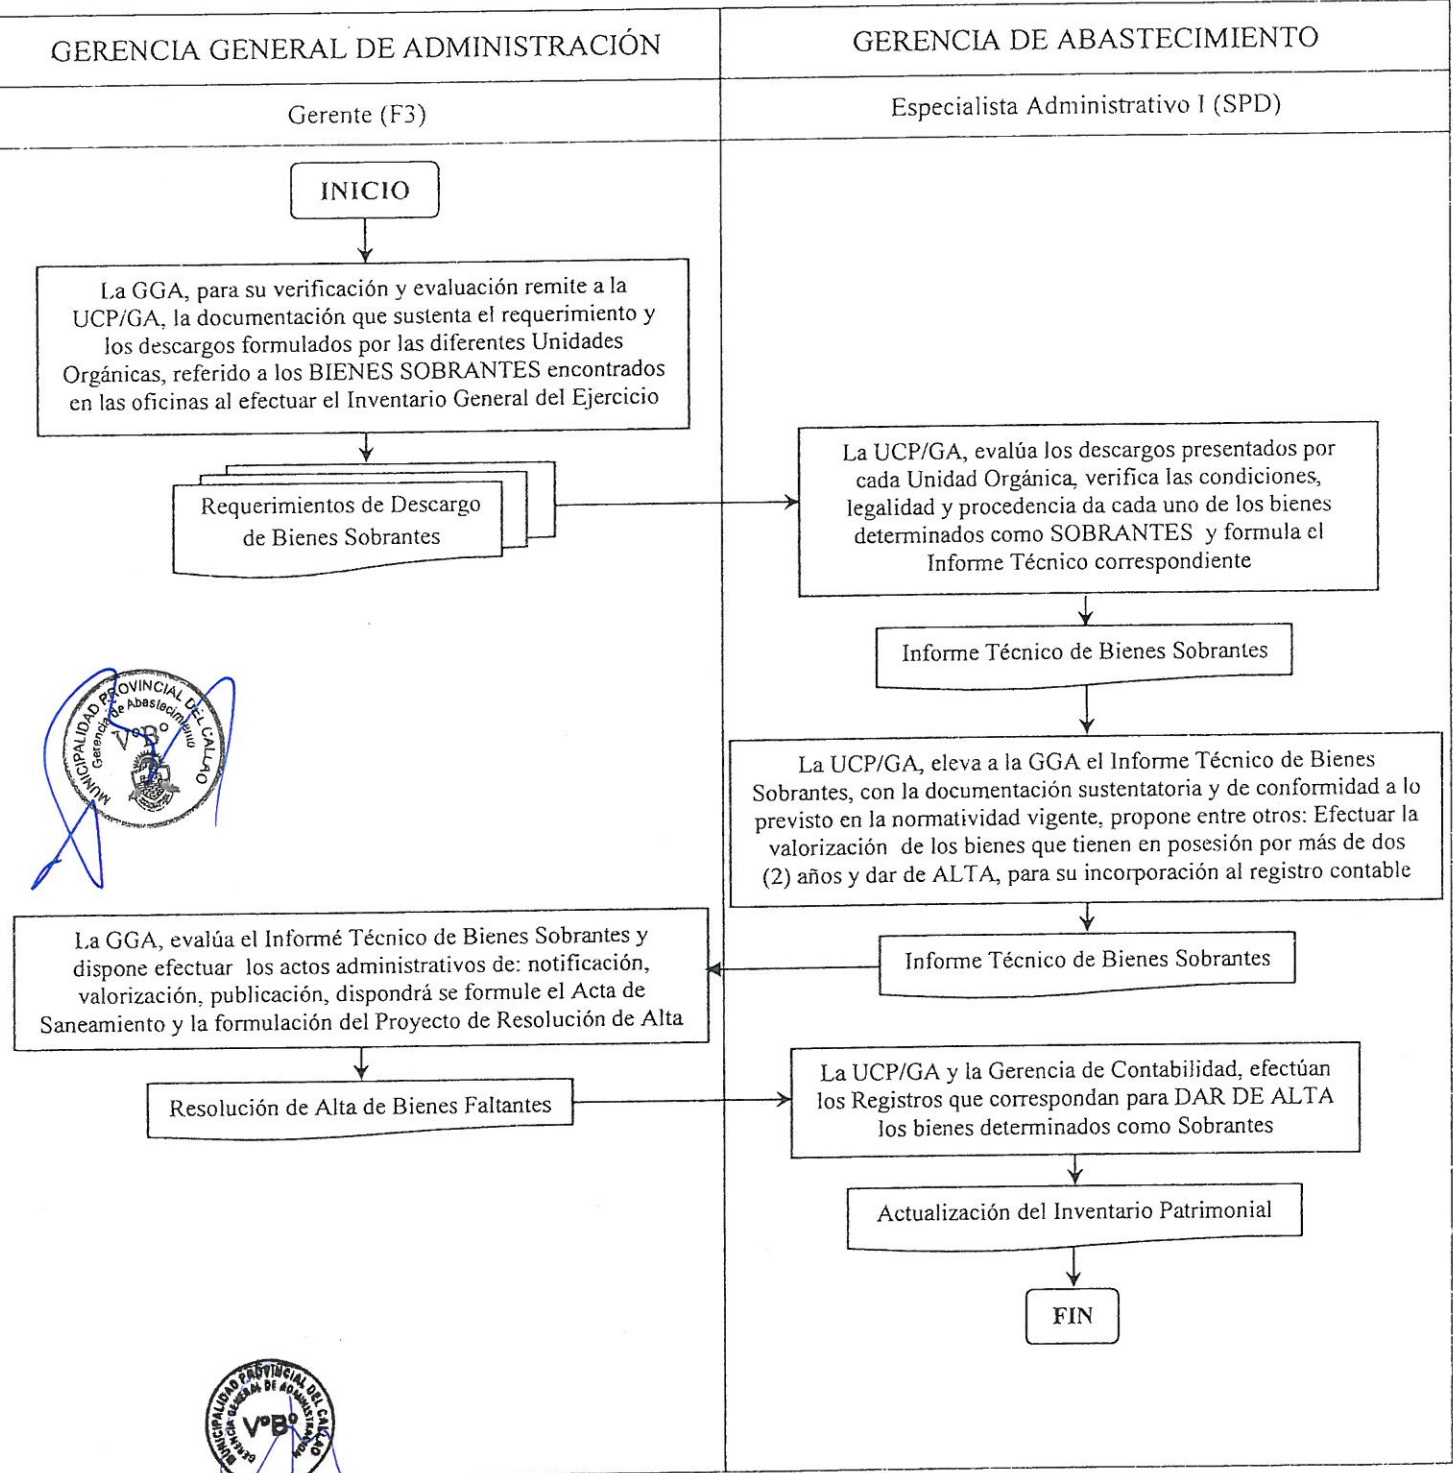 GERENCIA GENERAL DE ADMINISTRACIÓN
GERENCIA DE ABASTECIMIENTO
Gerente (F3)
Especialista Administrativo I (SPD)
INICIO
La GGA, para su verificación y evaluación remite a la
UCP/GA, la documentación que sustenta el requerimiento y
los descargos formulados por las diferentes Unidades
Orgánicas, referido a los BIENES SOBRANTES encontrados
en las oficinas al efectuar el Inventario General del Ejercicio
Requerimientos de Descargo
de Bienes Sobrantes
La UCP/GA, evalúa los descargos presentados por
cada Unidad Orgánica, verifica las condiciones,
legalidad y procedencia da cada uno de los bienes
determinados como SOBRANTES y formula el
Informe Técnico correspondiente
Informe Técnico de Bienes Sobrantes
MUNICIPALIDAD PROVINCIAL DEL CALLAO
Gerencia de Abastecimiento
V°B°
La UCP/GA, eleva a la GGA el Informe Técnico de Bienes
Sobrantes, con la documentación sustentatoria y de conformidad a lo
previsto en la normatividad vigente, propone entre otros: Efectuar la
valorización de los bienes que tienen en posesión por más de dos
(2) años y dar de ALTA, para su incorporación al registro contable
Informe Técnico de Bienes Sobrantes
La GGA, evalúa el Informé Técnico de Bienes Sobrantes y
dispone efectuar los actos administrativos de: notificación,
valorización, publicación, dispondrá se formule el Acta de
Saneamiento y la formulación del Proyecto de Resolución de Alta
Resolución de Alta de Bienes Faltantes
La UCP/GA y la Gerencia de Contabilidad, efectúan
los Registros que correspondan para DAR DE ALTA
los bienes determinados como Sobrantes
Actualización del Inventario Patrimonial
FIN
MUNICIPALIDAD PROVINCIAL DEL CALLAO
GERENCIA GENERAL DE ADMINISTRACION
V°B°